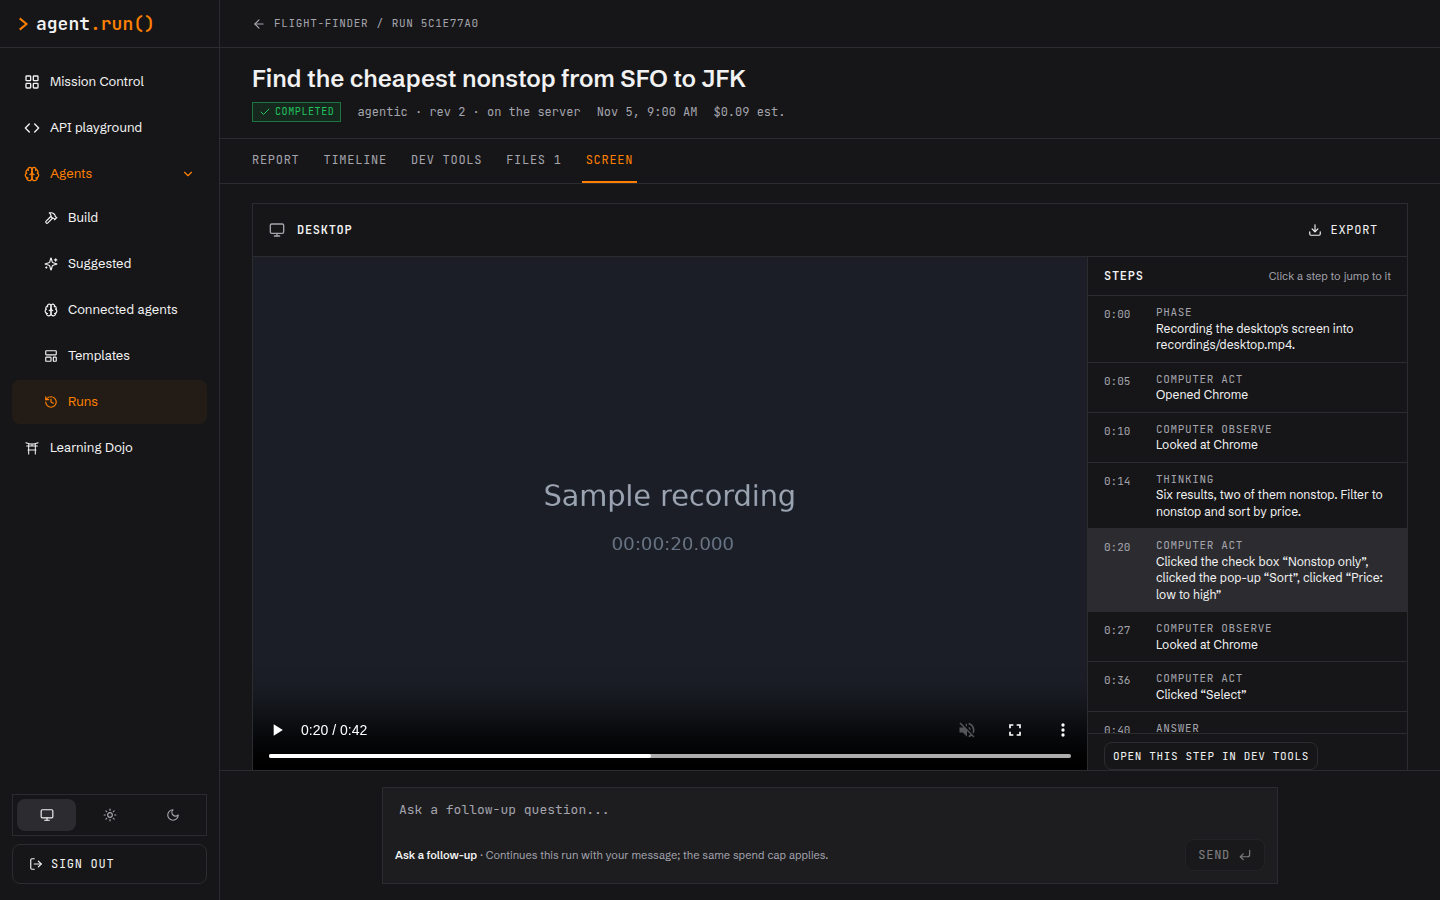 agent.run()
Mission Control
API playground
Agents
Build
Suggested
Connected agents
Templates
Runs
Learning Dojo
SIGN OUT
FLIGHT-FINDER / RUN 5C1E77A0
Find the cheapest nonstop from SFO to JFK
COMPLETED
agentic · rev 2 · on the server Nov 5, 9:00 AM $0.09 est.
REPORT TIMELINE DEV TOOLS FILES 1 SCREEN
DESKTOP
EXPORT
Sample recording
00:00:20.000
0:20 / 0:42
STEPS
Click a step to jump to it
0:00 PHASE
Recording the desktop's screen into
recordings/desktop.mp4.
0:05 COMPUTER ACT
Opened Chrome
0:10 COMPUTER OBSERVE
Looked at Chrome
0:14 THINKING
Six results, two of them nonstop. Filter to
nonstop and sort by price.
0:20 COMPUTER ACT
Clicked the check box “Nonstop only”,
clicked the pop-up “Sort”, clicked “Price:
low to high”
0:27 COMPUTER OBSERVE
Looked at Chrome
0:36 COMPUTER ACT
Clicked “Select”
0:40 ANSWER
OPEN THIS STEP IN DEV TOOLS
Ask a follow-up question...
Ask a follow-up · Continues this run with your message; the same spend cap applies.
SEND